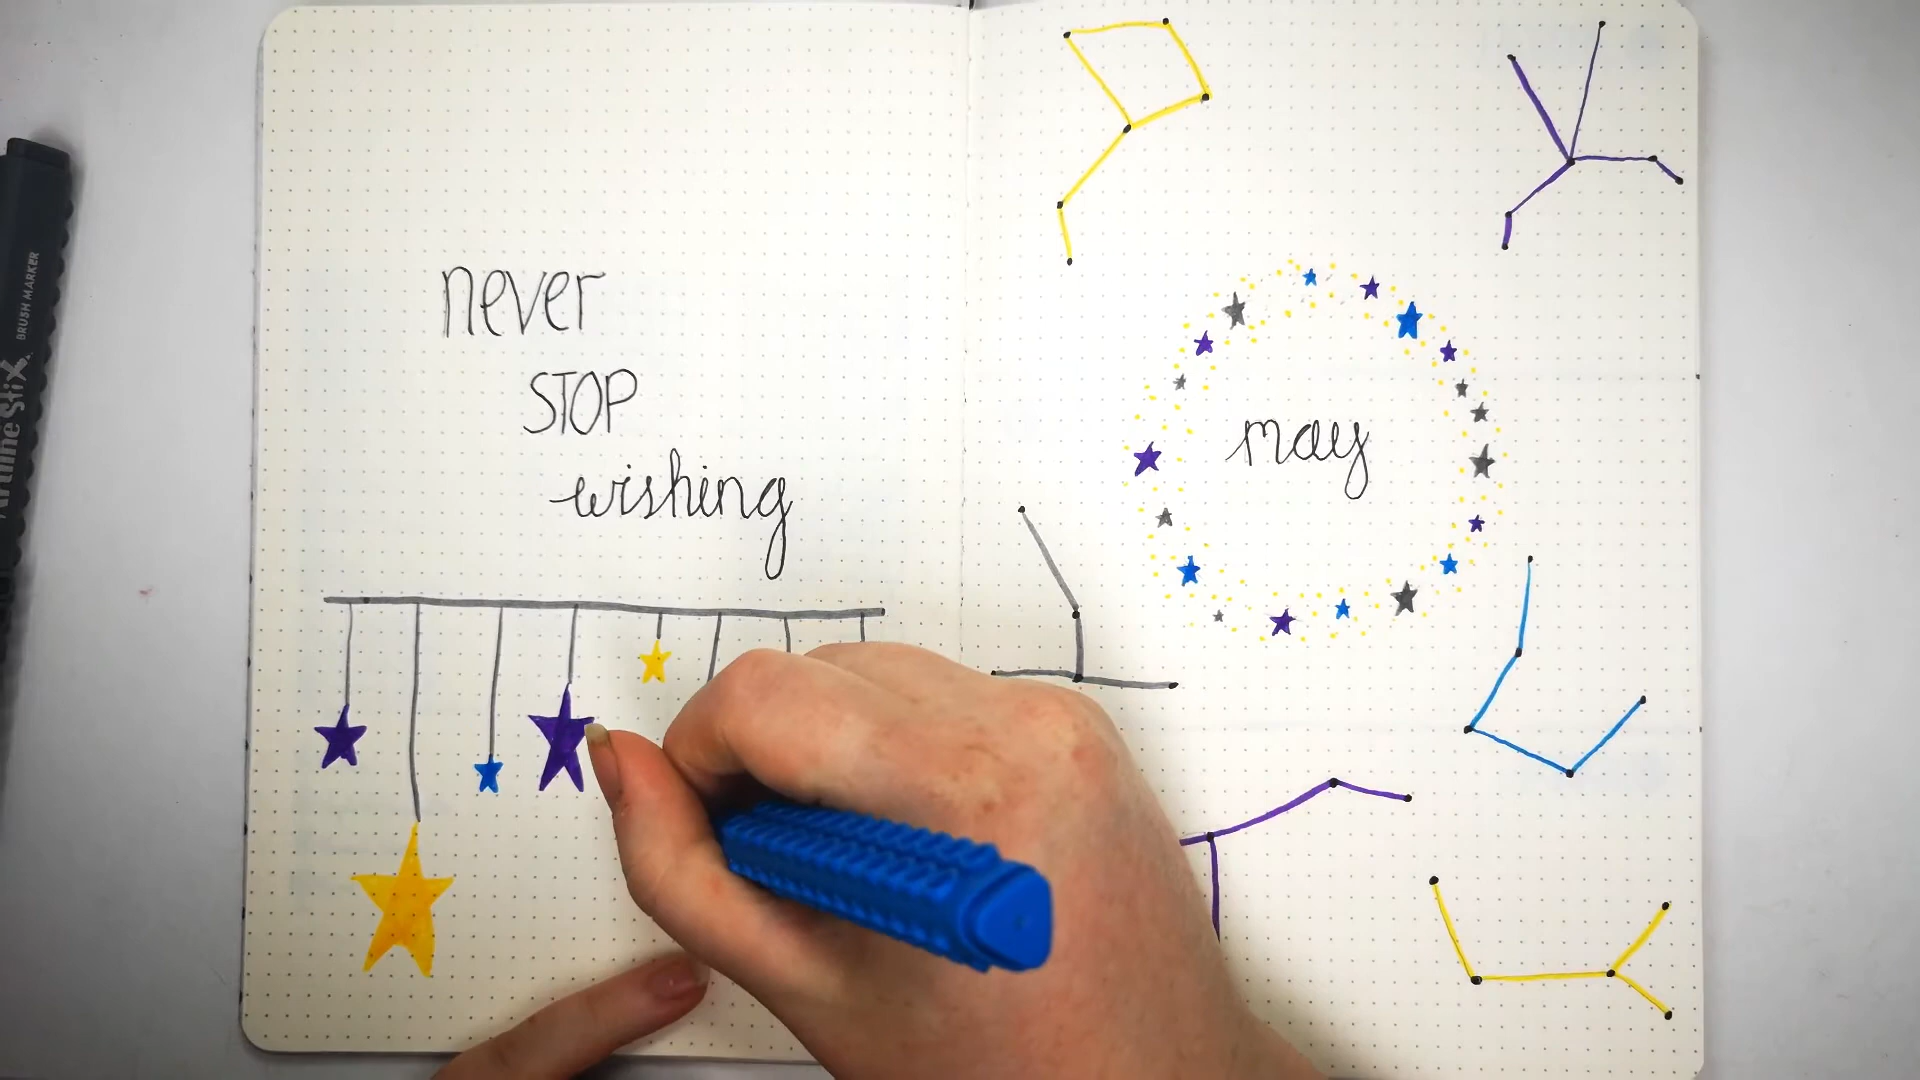 never
STOP
wishing
may
Artline STiX
BRUSH MARKER